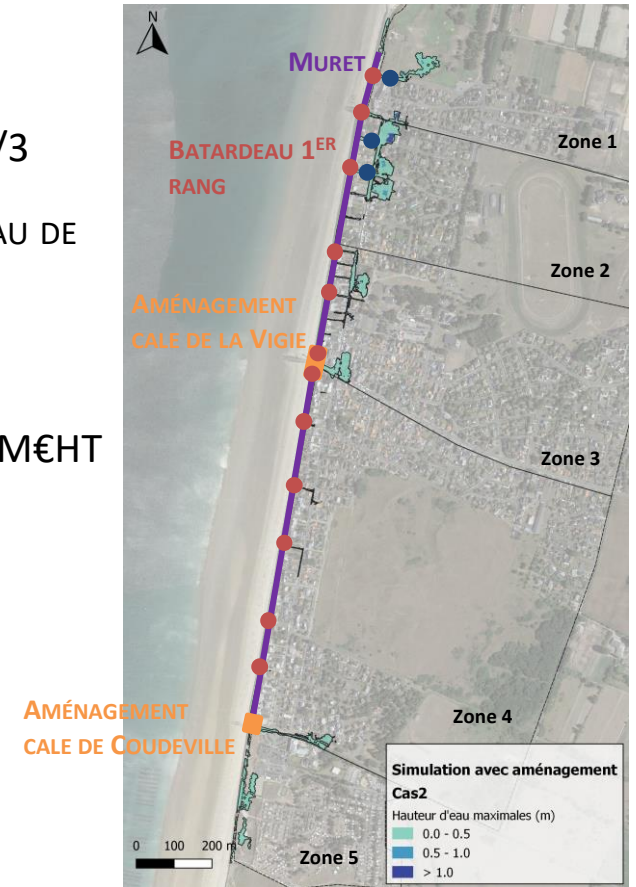 N
MURET
/3
BATARDEAU 1ER
RANG
AU DE
Zone 1
Zone 2
AMÉNAGEMENT
CALE DE LA VIGIE
M€HT
Zone 3
AMÉNAGEMENT
CALE DE COUDEVILLE
Zone 4
Simulation avec aménagement
Cas2
Hauteur d'eau maximales (m)
0.0 - 0.5
0.5 - 1.0
> 1.0
0 100 200 m
Zone 5